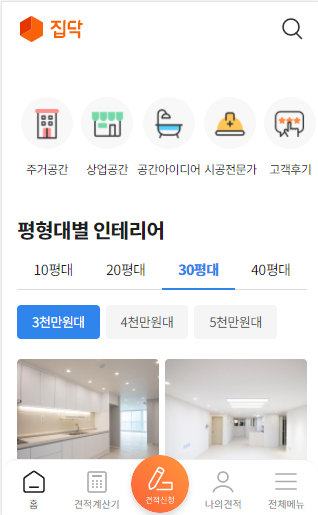 집닥
주거공간 상업공간 공간아이디어 시공전문가 고객후기
평형대별 인테리어
10평대 20평대 30평대 40평대
3천만원대 4천만원대 5천만원대
홈 견적계산기 견적신청 나의견적 전체메뉴